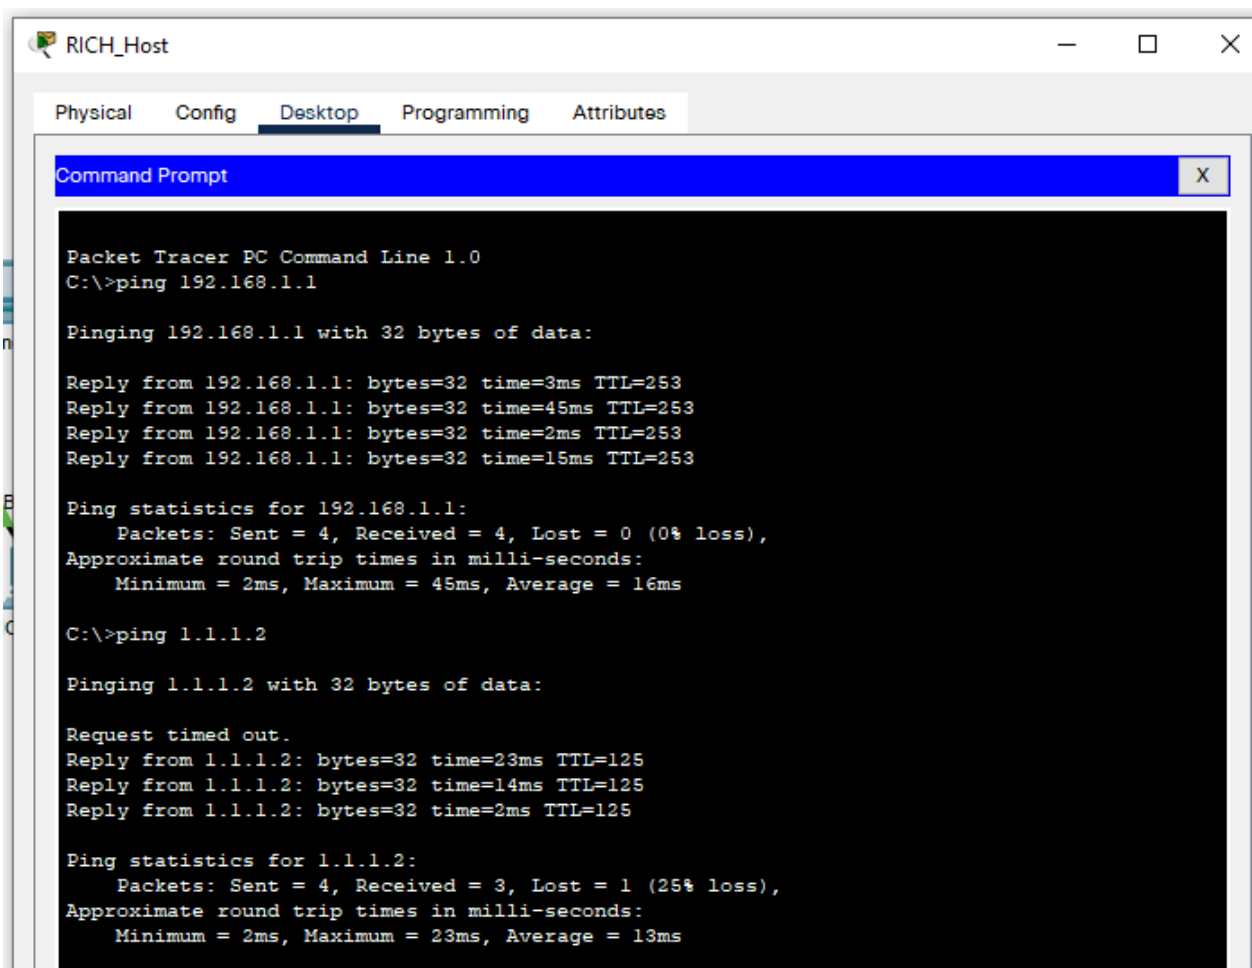 RICH_Host
Physical Config Desktop Programming Attributes
Command Prompt X
Packet Tracer PC Command Line 1.0
C:\>ping 192.168.1.1
Pinging 192.168.1.1 with 32 bytes of data:
Reply from 192.168.1.1: bytes=32 time=3ms TTL=253
Reply from 192.168.1.1: bytes=32 time=45ms TTL=253
Reply from 192.168.1.1: bytes=32 time=2ms TTL=253
Reply from 192.168.1.1: bytes=32 time=15ms TTL=253
Ping statistics for 192.168.1.1:
Packets: Sent = 4, Received = 4, Lost = 0 (0% loss),
Approximate round trip times in milli-seconds:
Minimum = 2ms, Maximum = 45ms, Average = 16ms
C:\>ping 1.1.1.2
Pinging 1.1.1.2 with 32 bytes of data:
Request timed out.
Reply from 1.1.1.2: bytes=32 time=23ms TTL=125
Reply from 1.1.1.2: bytes=32 time=14ms TTL=125
Reply from 1.1.1.2: bytes=32 time=2ms TTL=125
Ping statistics for 1.1.1.2:
Packets: Sent = 4, Received = 3, Lost = 1 (25% loss),
Approximate round trip times in milli-seconds:
Minimum = 2ms, Maximum = 23ms, Average = 13ms